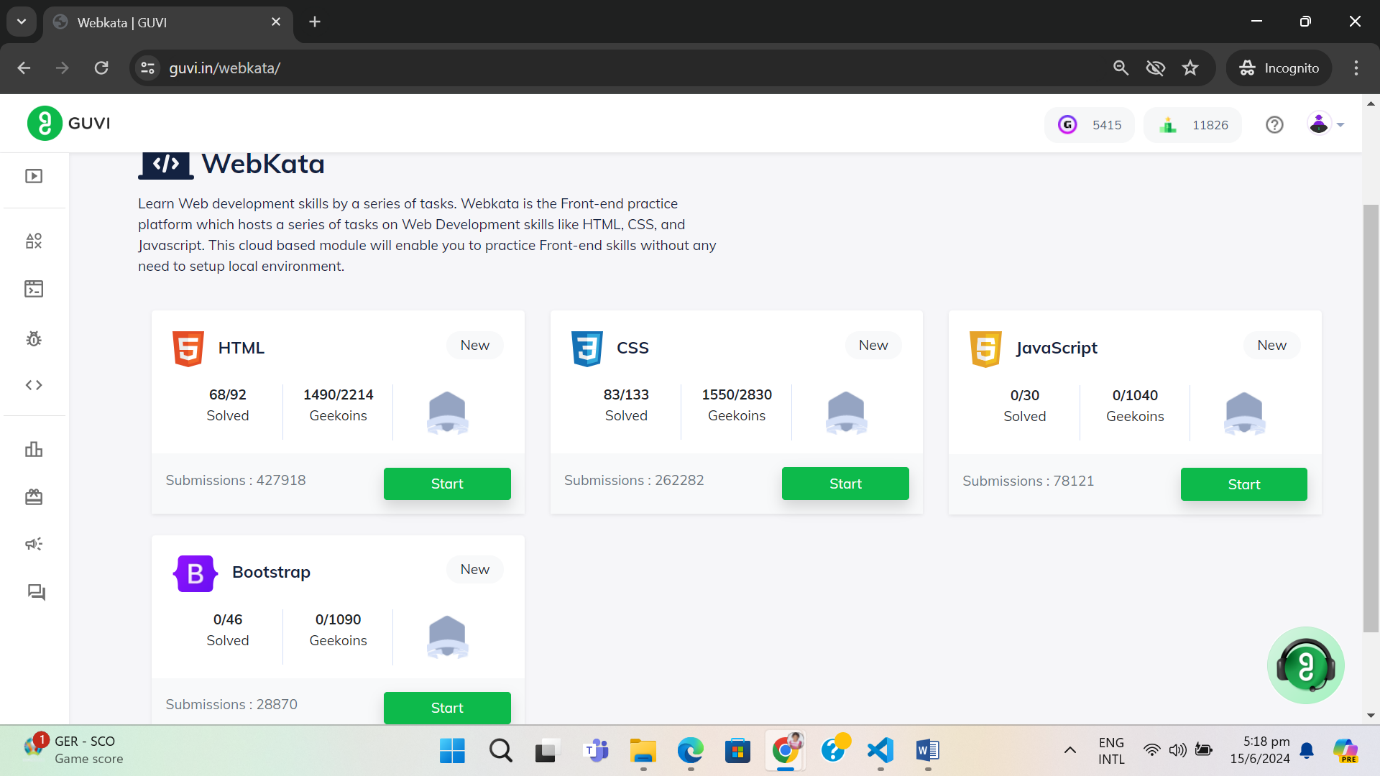 Webkata | GUVI
guvi.in/webkata/
Incognito
GUVI
5415
11826
</> WebKata
Learn Web development skills by a series of tasks. Webkata is the Front-end practice
platform which hosts a series of tasks on Web Development skills like HTML, CSS, and
Javascript. This cloud based module will enable you to practice Front-end skills without any
need to setup local environment.
HTML
New
68/92
Solved
1490/2214
Geekoins
Submissions : 427918
Start
CSS
New
83/133
Solved
1550/2830
Geekoins
Submissions : 262282
Start
JavaScript
New
0/30
Solved
0/1040
Geekoins
Submissions : 78121
Start
B
Bootstrap
New
0/46
Solved
0/1090
Geekoins
Submissions : 28870
Start
1
GER - SCO
Game score
ENG
INTL
5:18 pm
15/6/2024
PRE